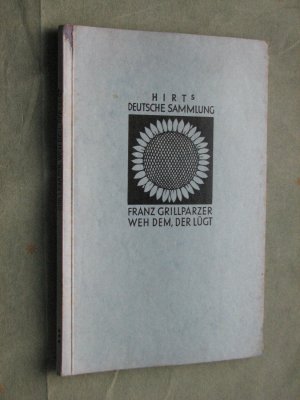 HIRTS
DEUTSCHE SAMMLUNG
FRANZ GRILLPARZER
WEH DEM, DER LÜGT